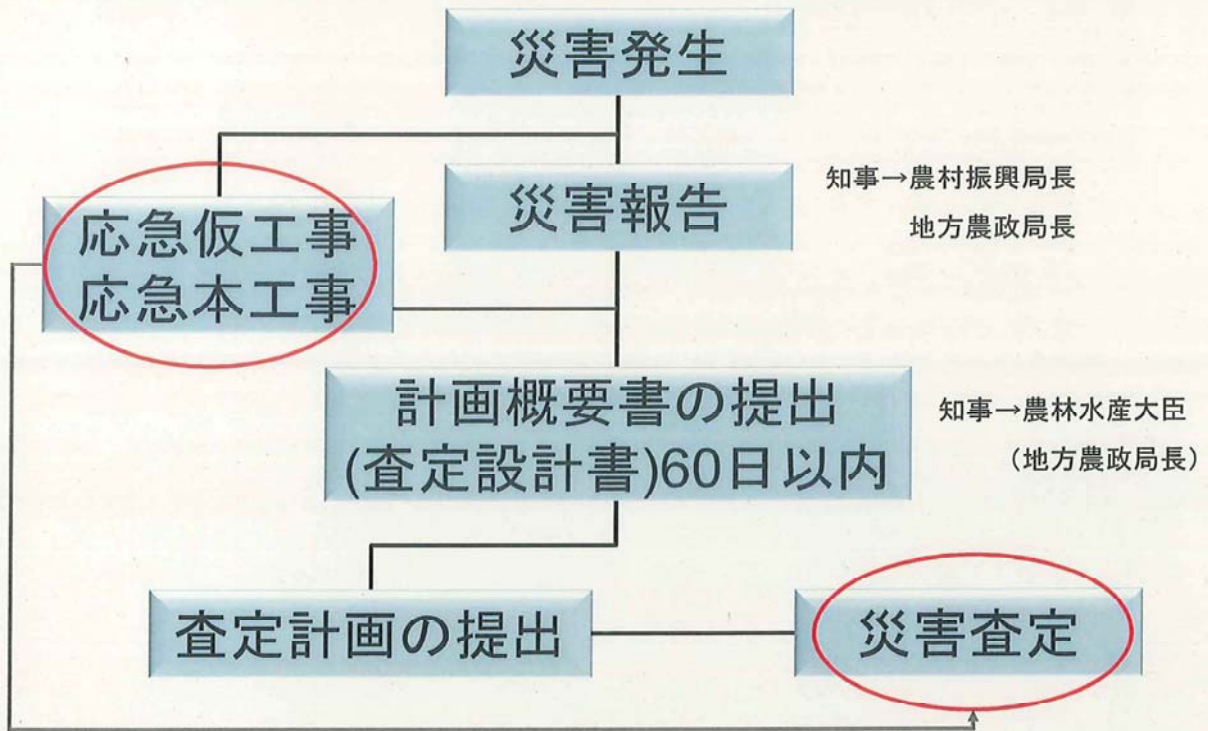 災害発生
災害報告
知事→農村振興局長
地方農政局長
応急仮工事
応急本工事
計画概要書の提出
(査定設計書)60日以内
知事→農林水産大臣
(地方農政局長)
査定計画の提出
災害査定